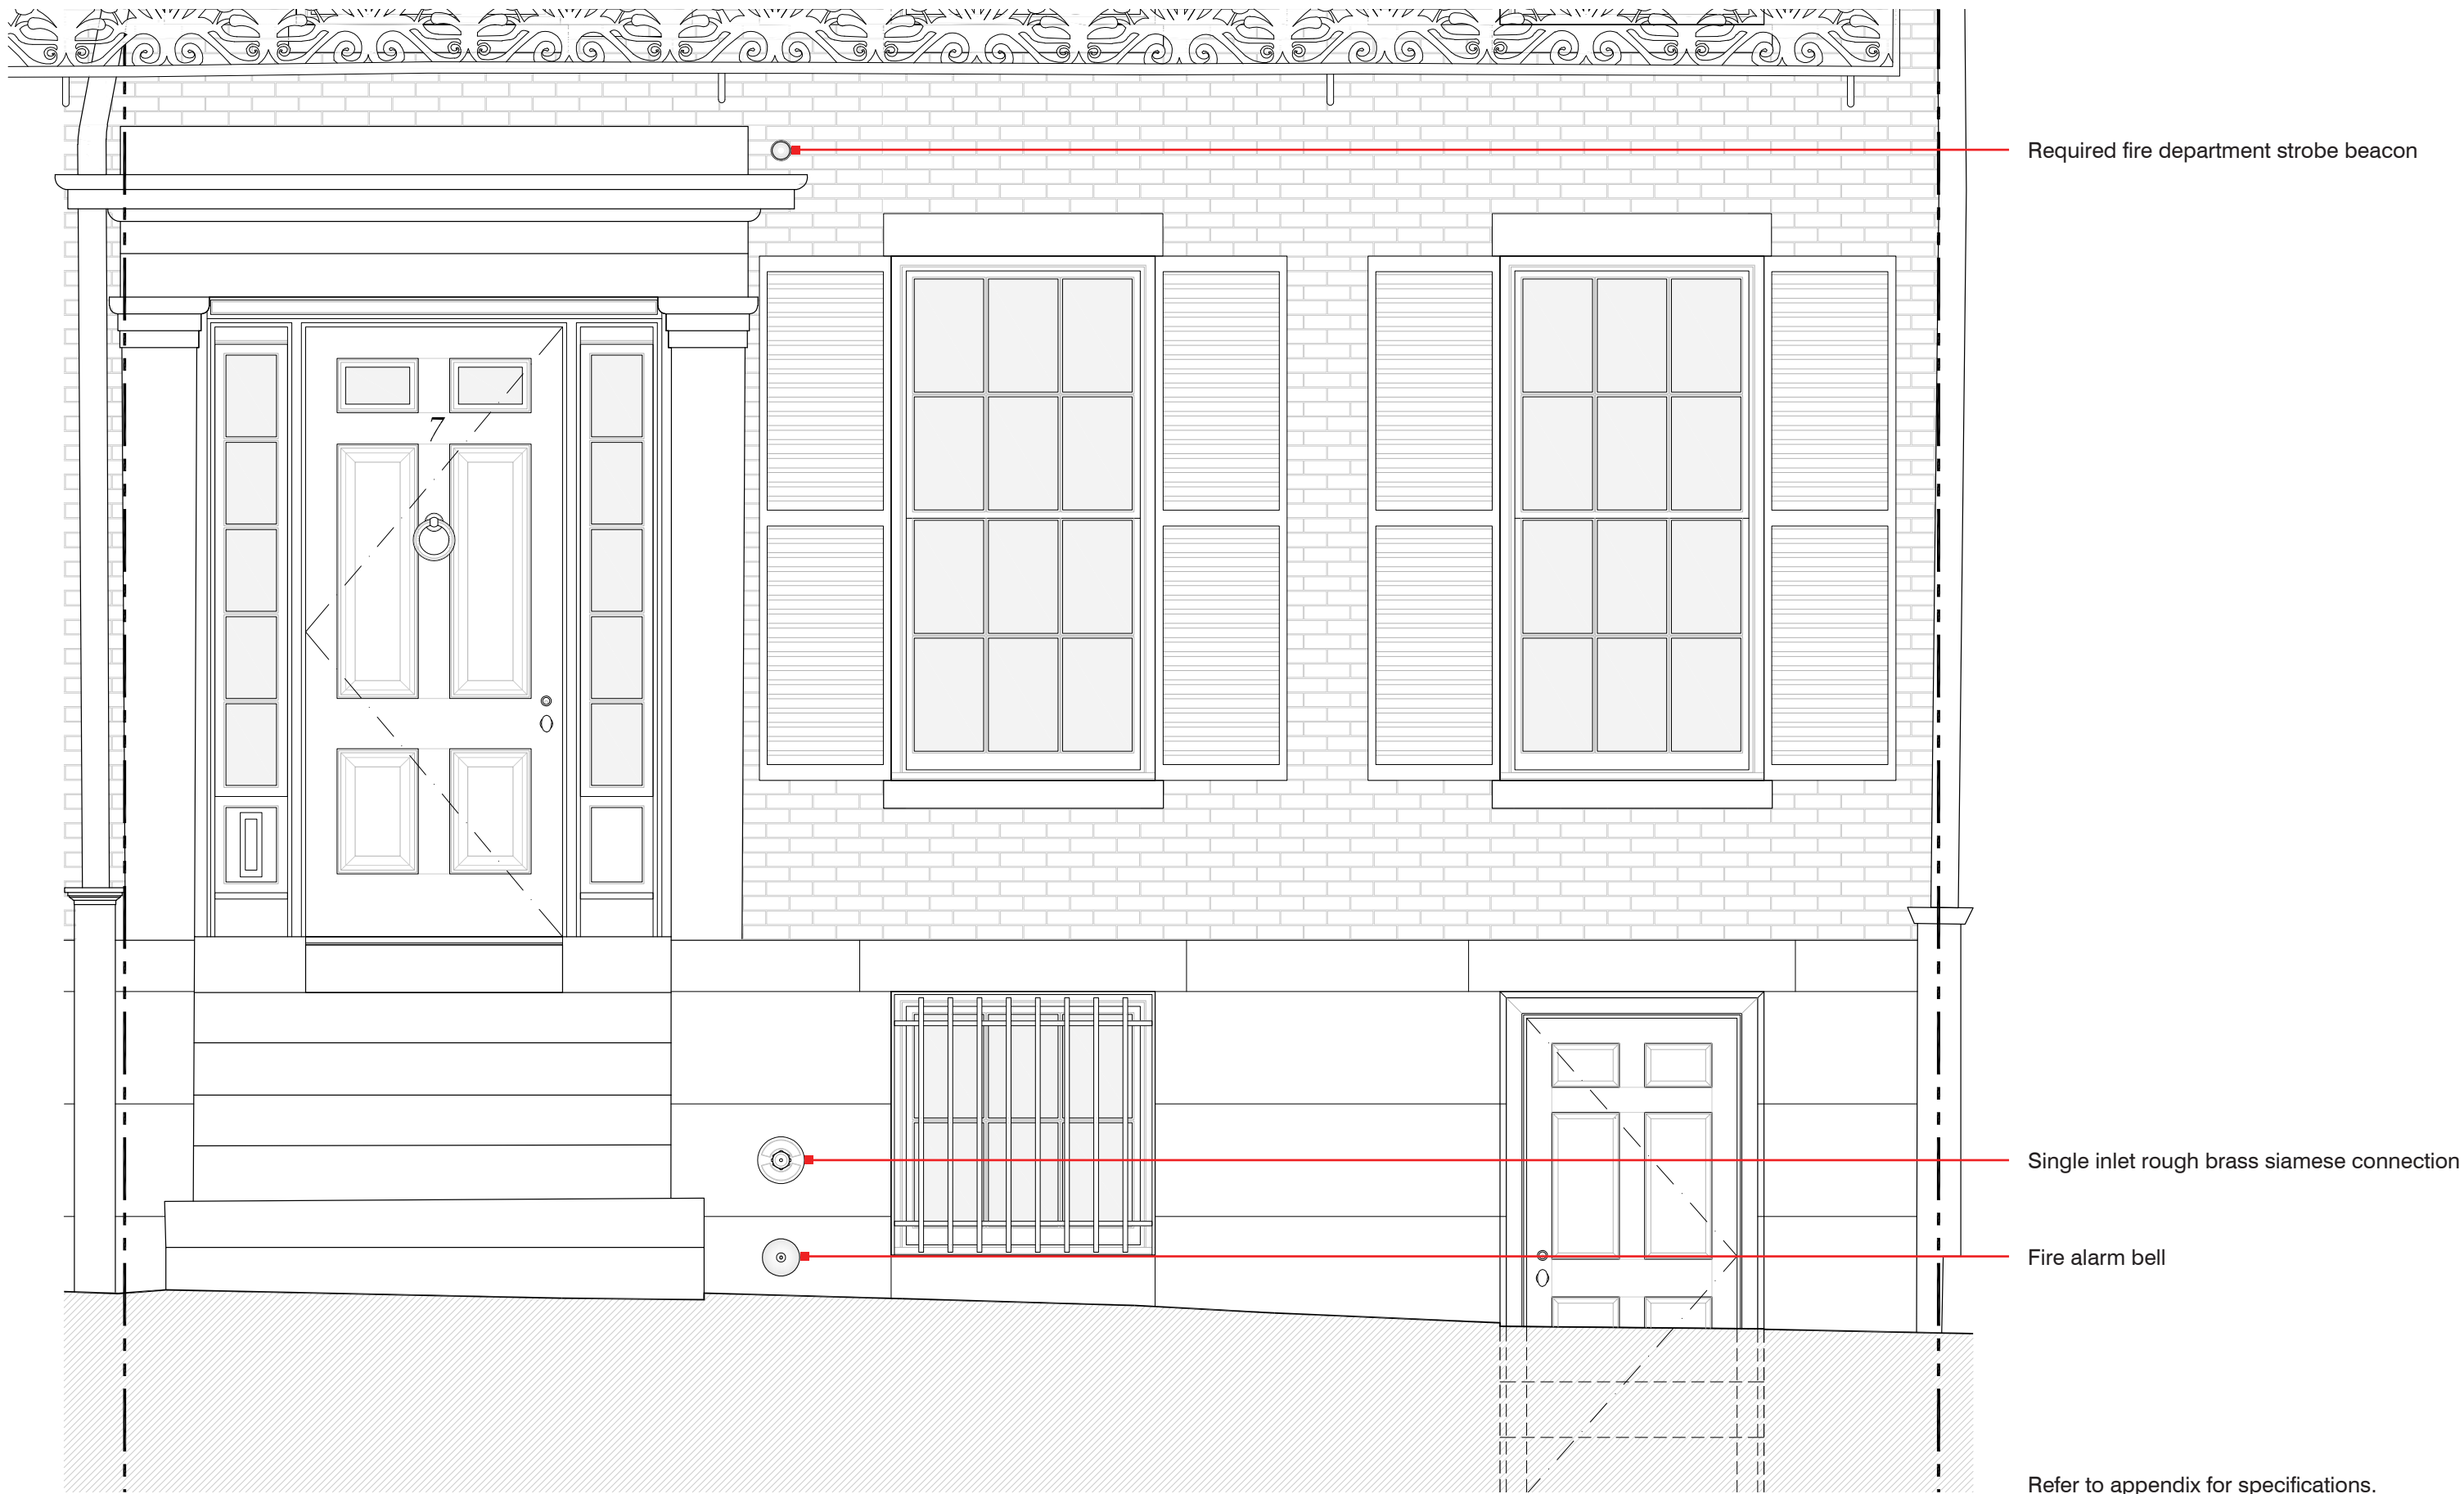 Required fire department strobe beacon
7
Single inlet rough brass siamese connection
Fire alarm bell
Refer to appendix for specifications.